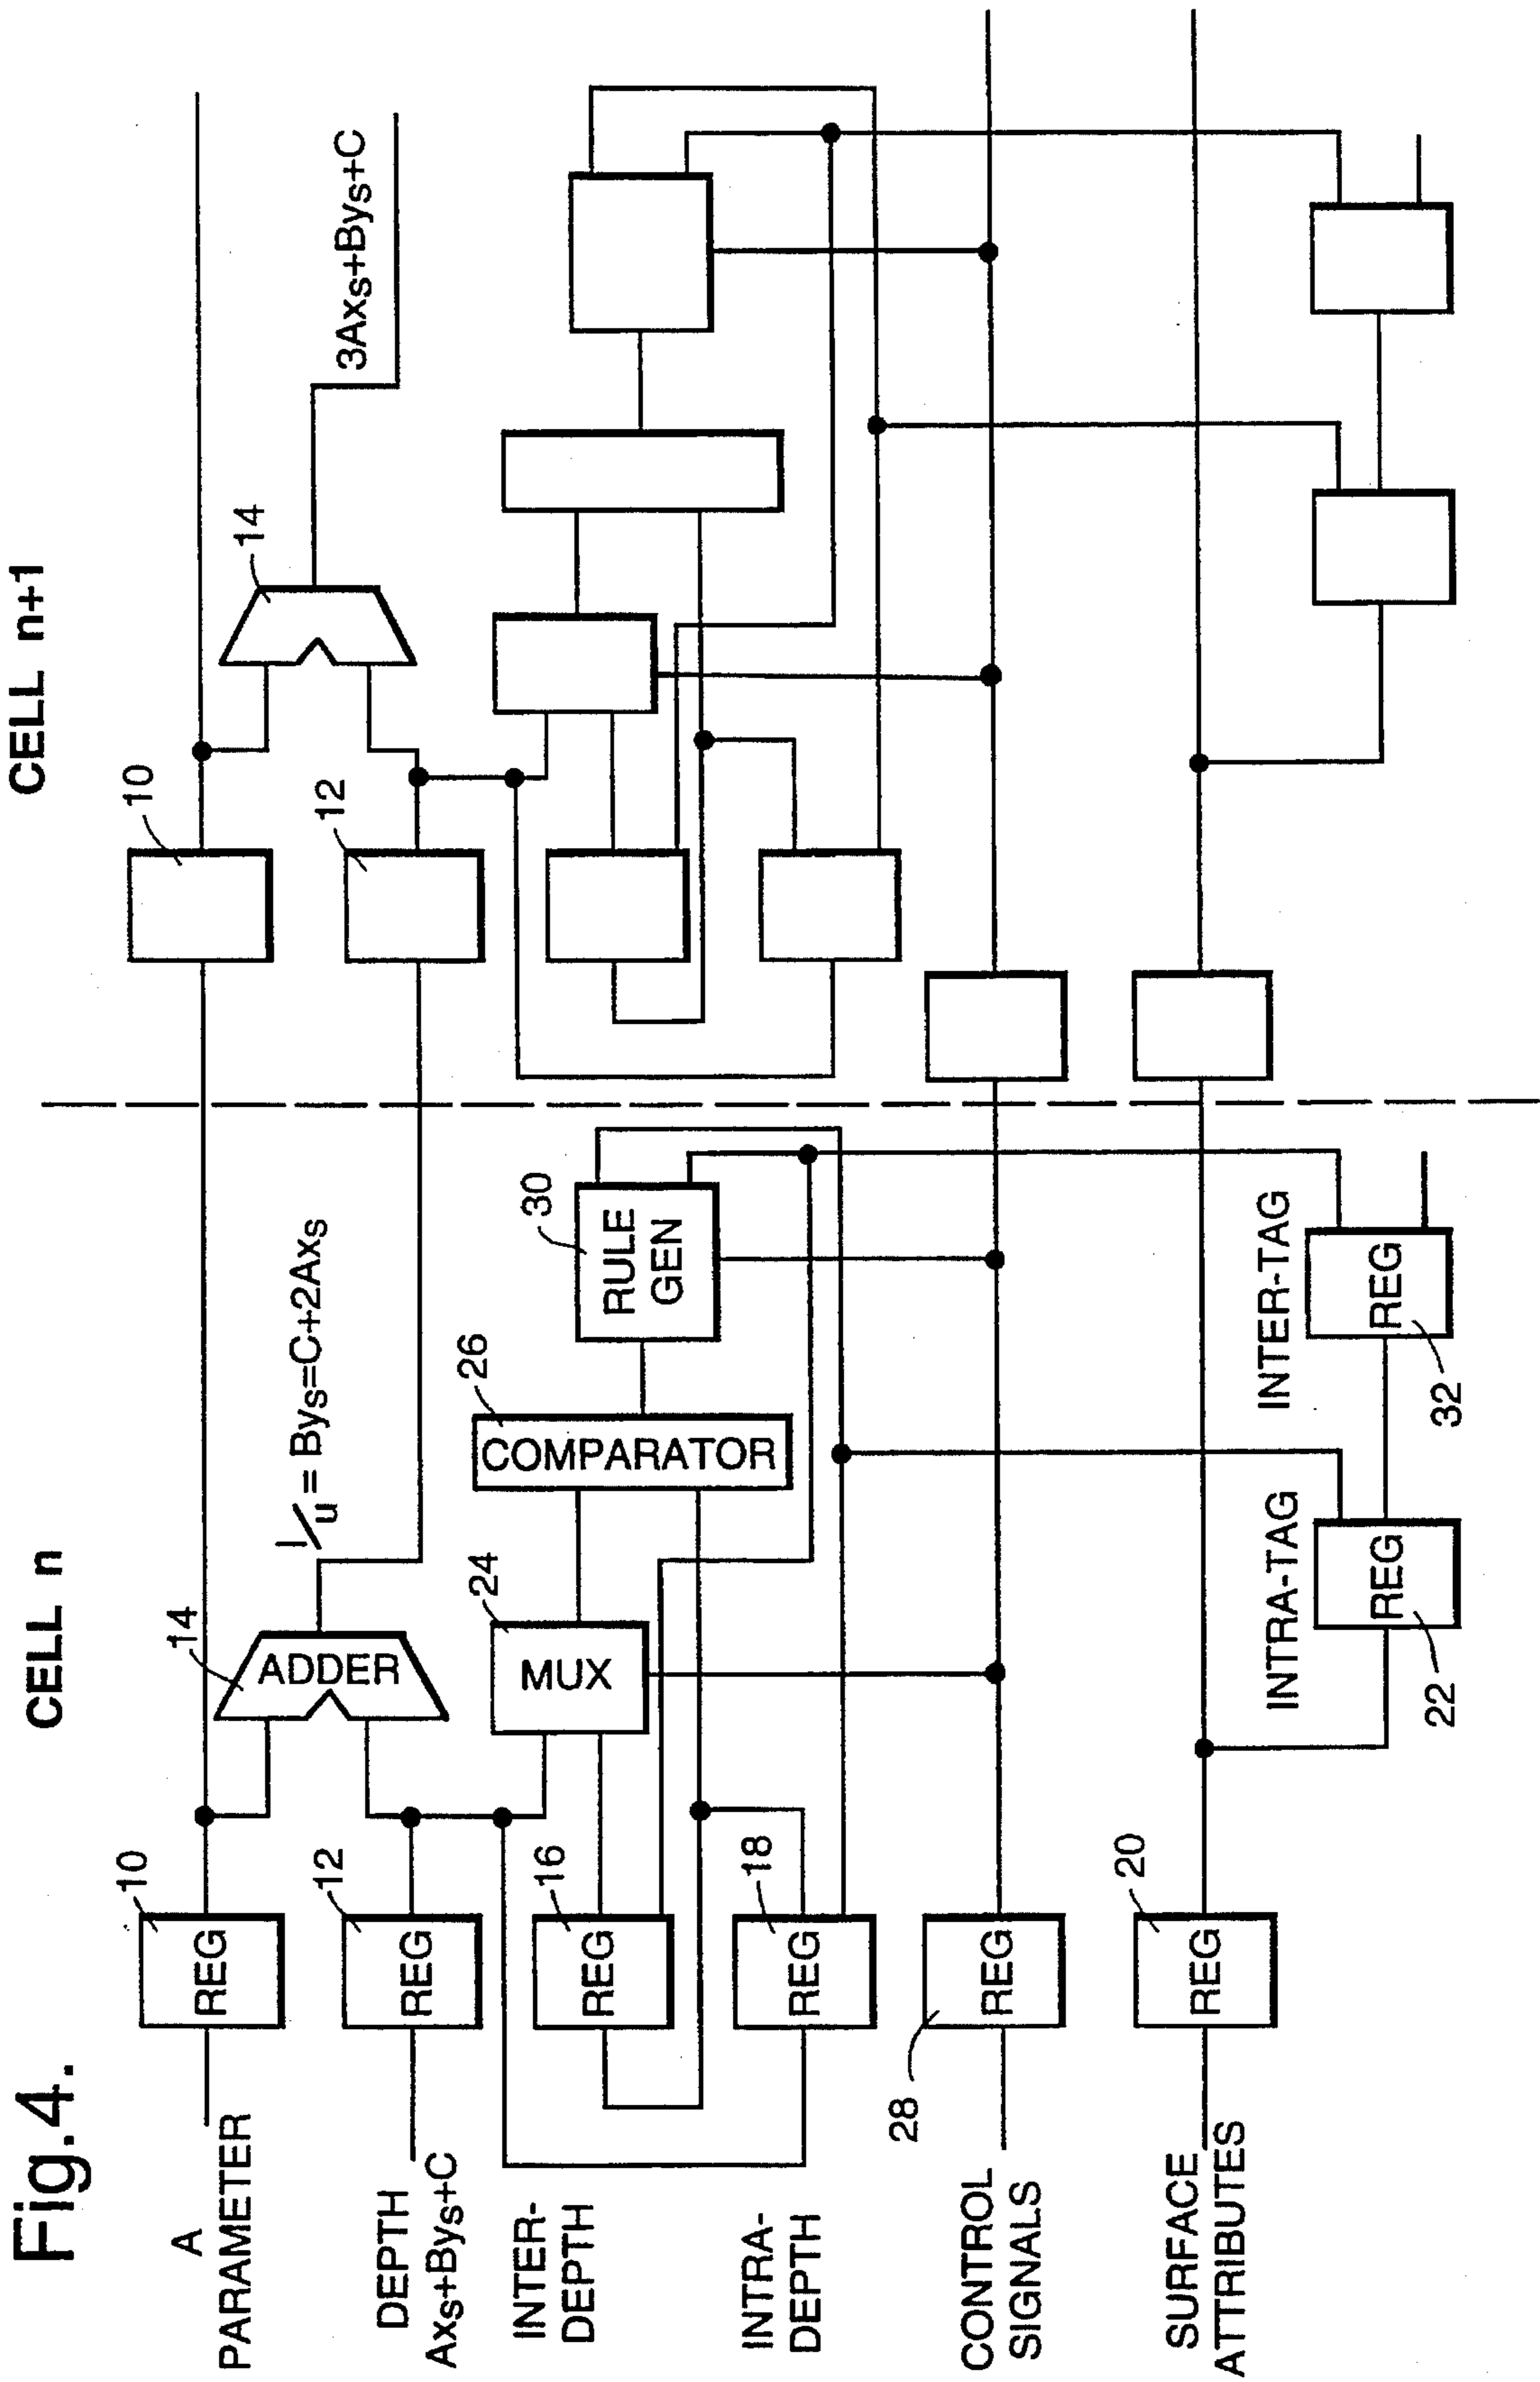 Fig.4.
CELL n
CELL n+1
A
PARAMETER
REG
10
14
ADDER
10
14
DEPTH
Axs+Bys+C
REG
12
1/u = Bys=C+2Axs
12
3Axs+Bys+C
INTER-
DEPTH
REG
16
MUX
24
COMPARATOR
26
RULE
GEN
30
INTRA-
DEPTH
REG
18
CONTROL
SIGNALS
REG
28
SURFACE
ATTRIBUTES
REG
20
INTRA-TAG
REG
22
INTER-TAG
REG
32